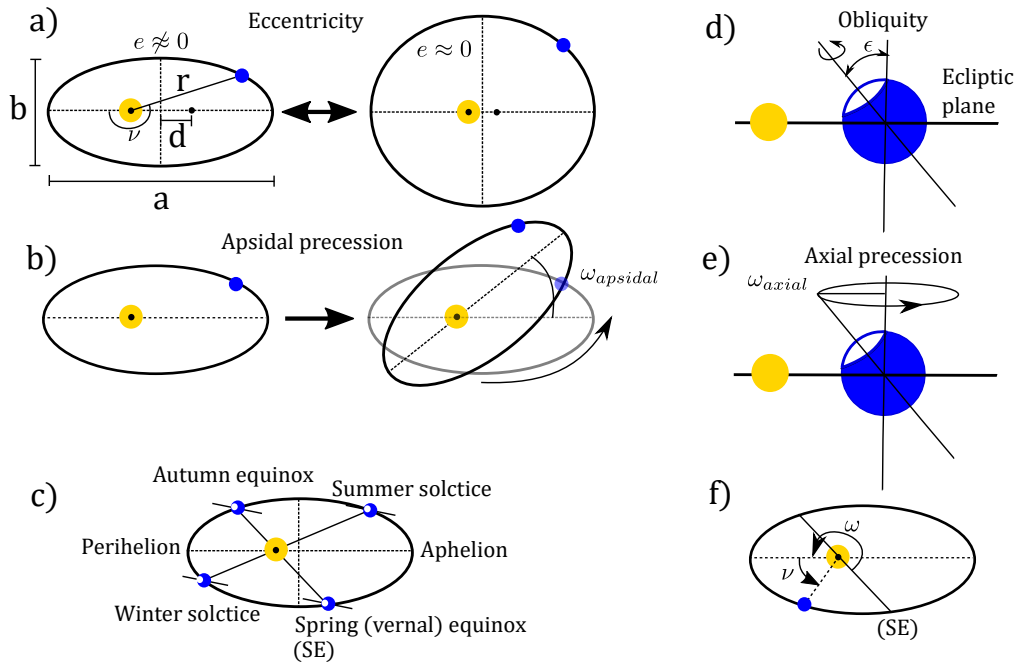 a)
Eccentricity
e ≉ 0
e ≈ 0
r
b
ν
d
a
b)
Apsidal precession
ω_apsidal
c)
Autumn equinox
Summer solctice
Perihelion
Aphelion
Winter solctice
Spring (vernal) equinox
(SE)
d)
Obliquity
ϵ
Ecliptic
plane
e)
Axial precession
ω_axial
f)
ω
ν
(SE)